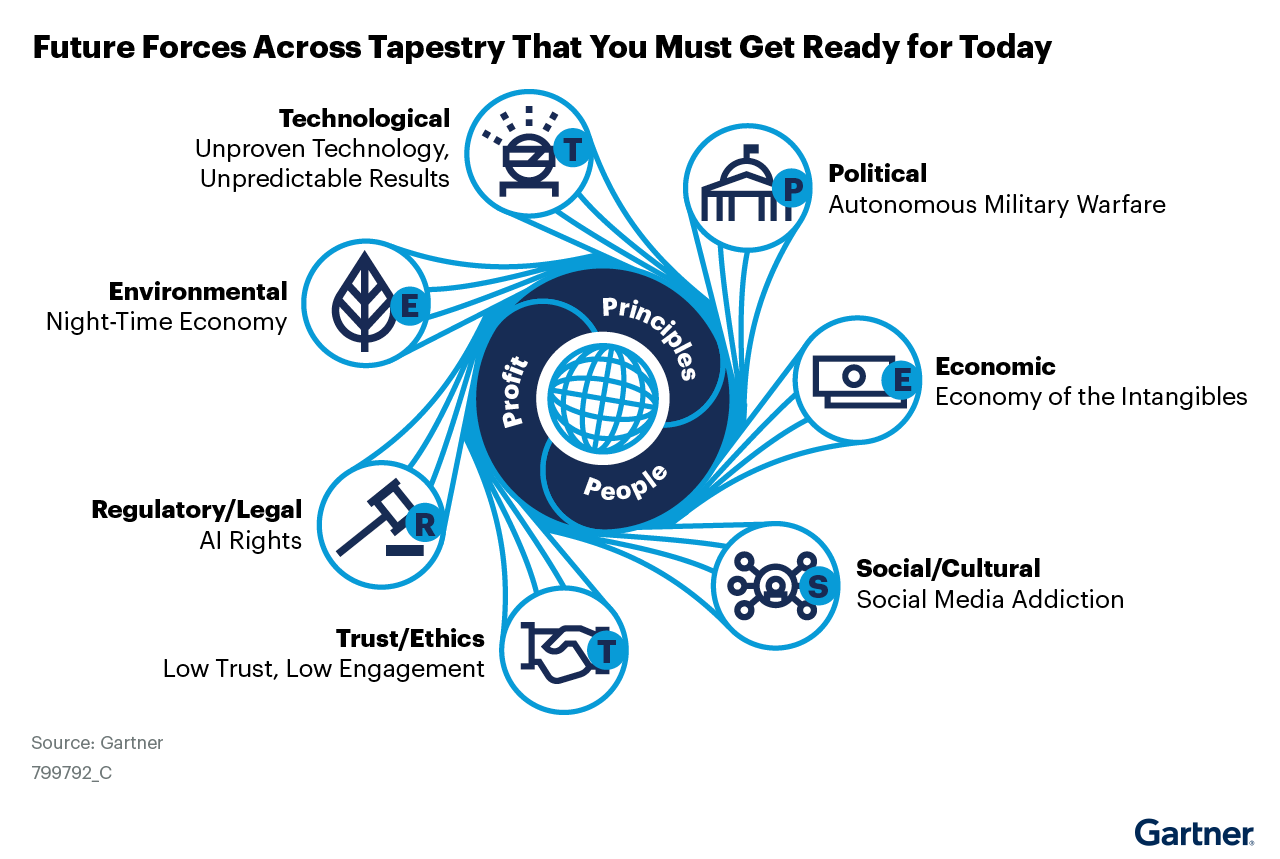 Future Forces Across Tapestry That You Must Get Ready for Today
Technological
Unproven Technology,
Unpredictable Results
T
P
Political
Autonomous Military Warfare
Environmental
Night-Time Economy
E
Principles
Profit
People
E
Economic
Economy of the Intangibles
Regulatory/Legal
AI Rights
R
S
Social/Cultural
Social Media Addiction
Trust/Ethics
Low Trust, Low Engagement
T
Source: Gartner
799792_C
Gartner®